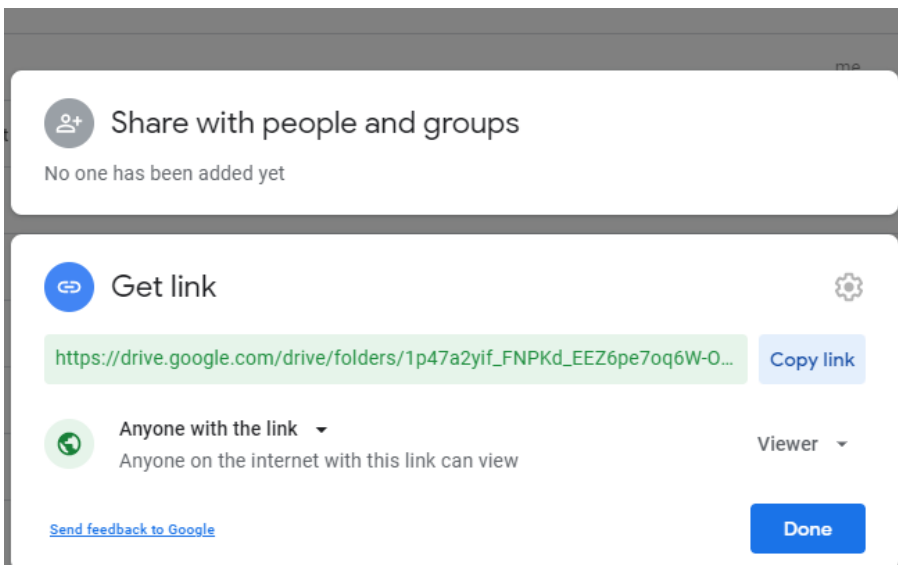 me
Share with people and groups
No one has been added yet
Get link
https://drive.google.com/drive/folders/1p47a2yif_FNPKd_EEZ6pe7oq6W-O... Copy link
Anyone with the link
Viewer
Anyone on the internet with this link can view
Send feedback to Google
Done